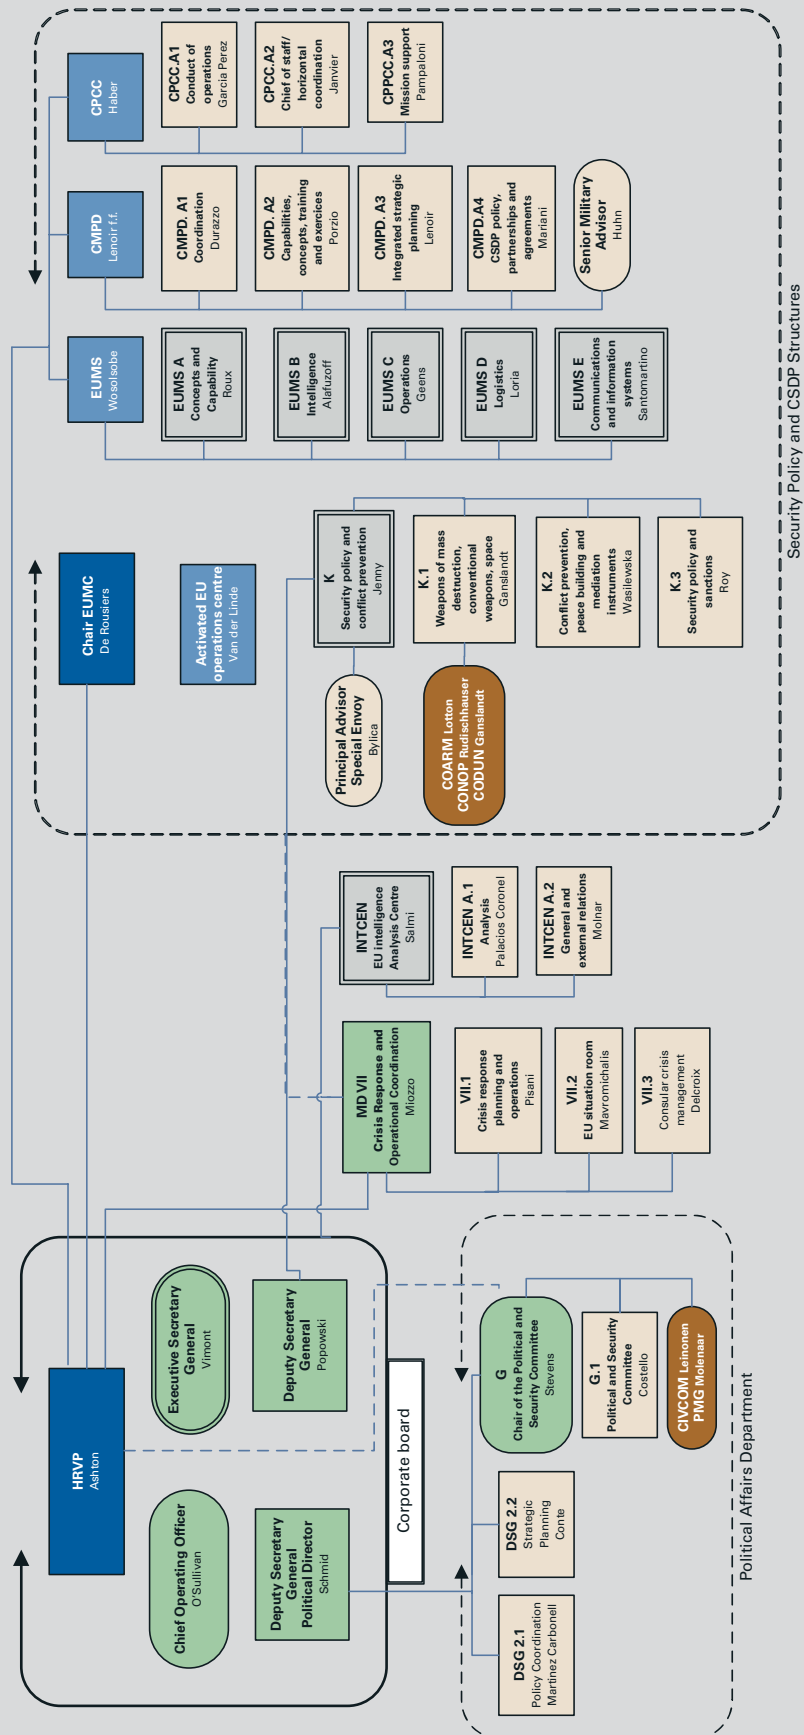 HRVP
Ashton
Chief Operating Officer
O'Sullivan
Executive Secretary
General
Vimont
Deputy Secretary
General
Political Director
Schmid
Deputy Secretary
General
Popowski
Corporate board
DSG 2.1
Policy Coordination
Martinez Carbonell
DSG 2.2
Strategic
Planning
Conte
G
Chair of the Political and
Security Committee
Stevens
G.1
Political and Security
Committee
Costello
CIVCOM Leinonen
PMG Molenaar
Political Affairs Department
MD VII
Crisis Response and
Operational Coordination
Miozzo
VII.1
Crisis response
planning and
operations
Pisani
VII.2
EU situation room
Mavromichalis
VII.3
Consular crisis
management
Delcroix
INTCEN
EU intelligence
Analysis Centre
Salmi
INTCEN A.1
Analysis
Palacios Coronel
INTCEN A.2
General and
external relations
Molnar
Chair EUMC
De Rousiers
Activated EU
operations centre
Van der Linde
Principal Advisor
Special Envoy
Bylica
K
Security policy and
conflict prevention
Jenny
COARM Lotton
CONOP Rudischhauser
CODUN Ganslandt
K.1
Weapons of mass
destruction,
conventional
weapons, space
Ganslandt
K.2
Conflict prevention,
peace building and
mediation
instruments
Wasilewska
K.3
Security policy and
sanctions
Roy
EUMS
Wosolsobe
EUMS A
Concepts and
Capability
Roux
EUMS B
Intelligence
Alafuzoff
EUMS C
Operations
Geens
EUMS D
Logistics
Loria
EUMS E
Communications
and information
systems
Santomartino
CMPD
Lenoir f.f.
CMPD. A1
Coordination
Durazzo
CMPD. A2
Capabilities,
concepts, training
and exercices
Porzio
CMPD. A3
Integrated strategic
planning
Lenoir
CMPD.A4
CSDP policy,
partnerships and
agreements
Mariani
Senior Military
Advisor
Huhn
CPCC
Haber
CPCC.A1
Conduct of
operations
Garcia Perez
CPCC.A2
Chief of staff/
horizontal
coordination
Janvier
CPPCC.A3
Mission support
Pampaloni
Security Policy and CSDP Structures